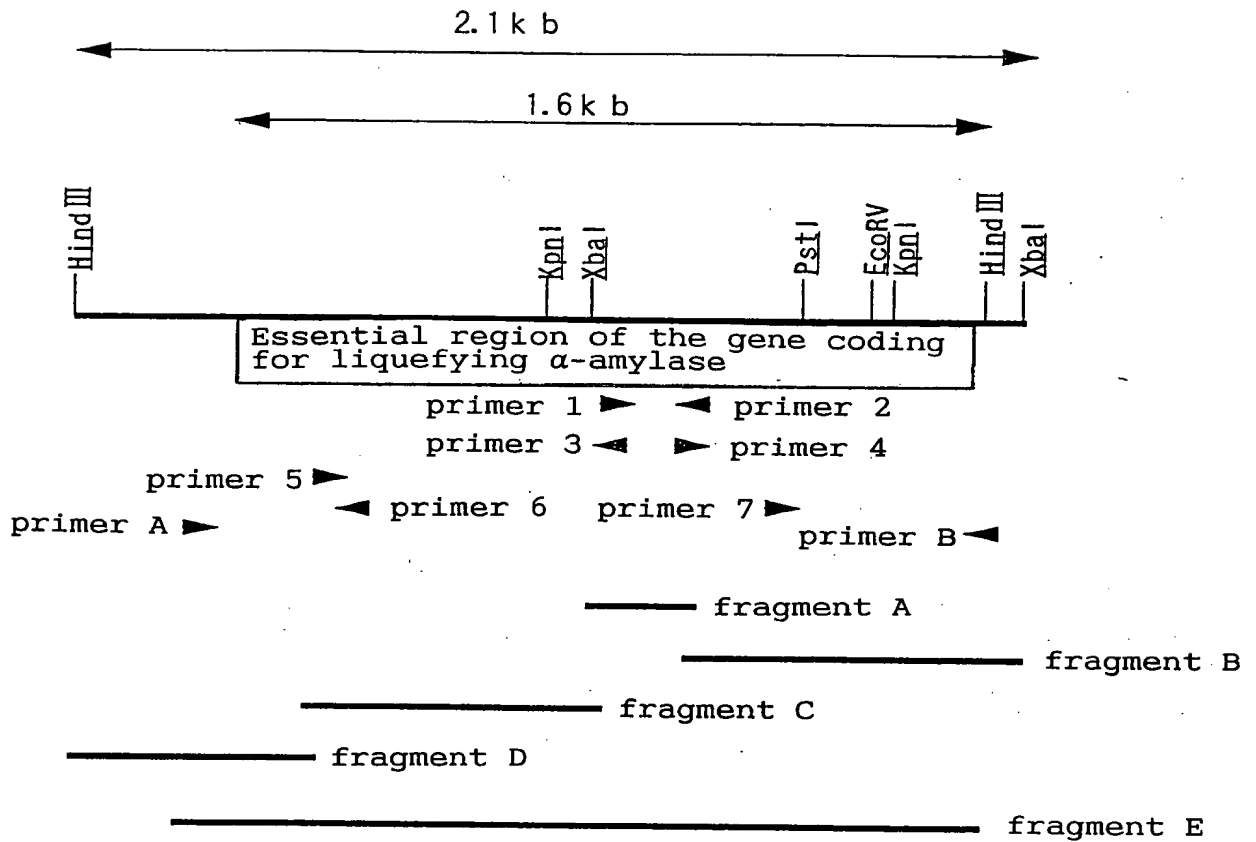 2.1k b
1.6k b
HindIII
KpnI
XbaI
PstI
EcoRV
KpnI
HindIII
XbaI
Essential region of the gene coding
for liquefying α-amylase
primer 1
primer 2
primer 3
primer 4
primer 5
primer 6
primer 7
primer A
primer B
fragment A
fragment B
fragment C
fragment D
fragment E